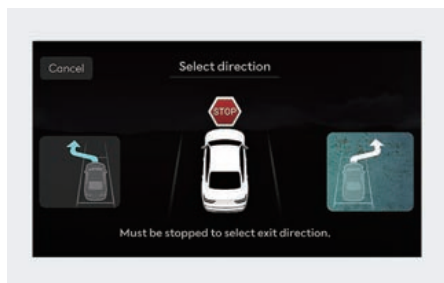 Cancel
Select direction
STOP
Must be stopped to select exit direction.